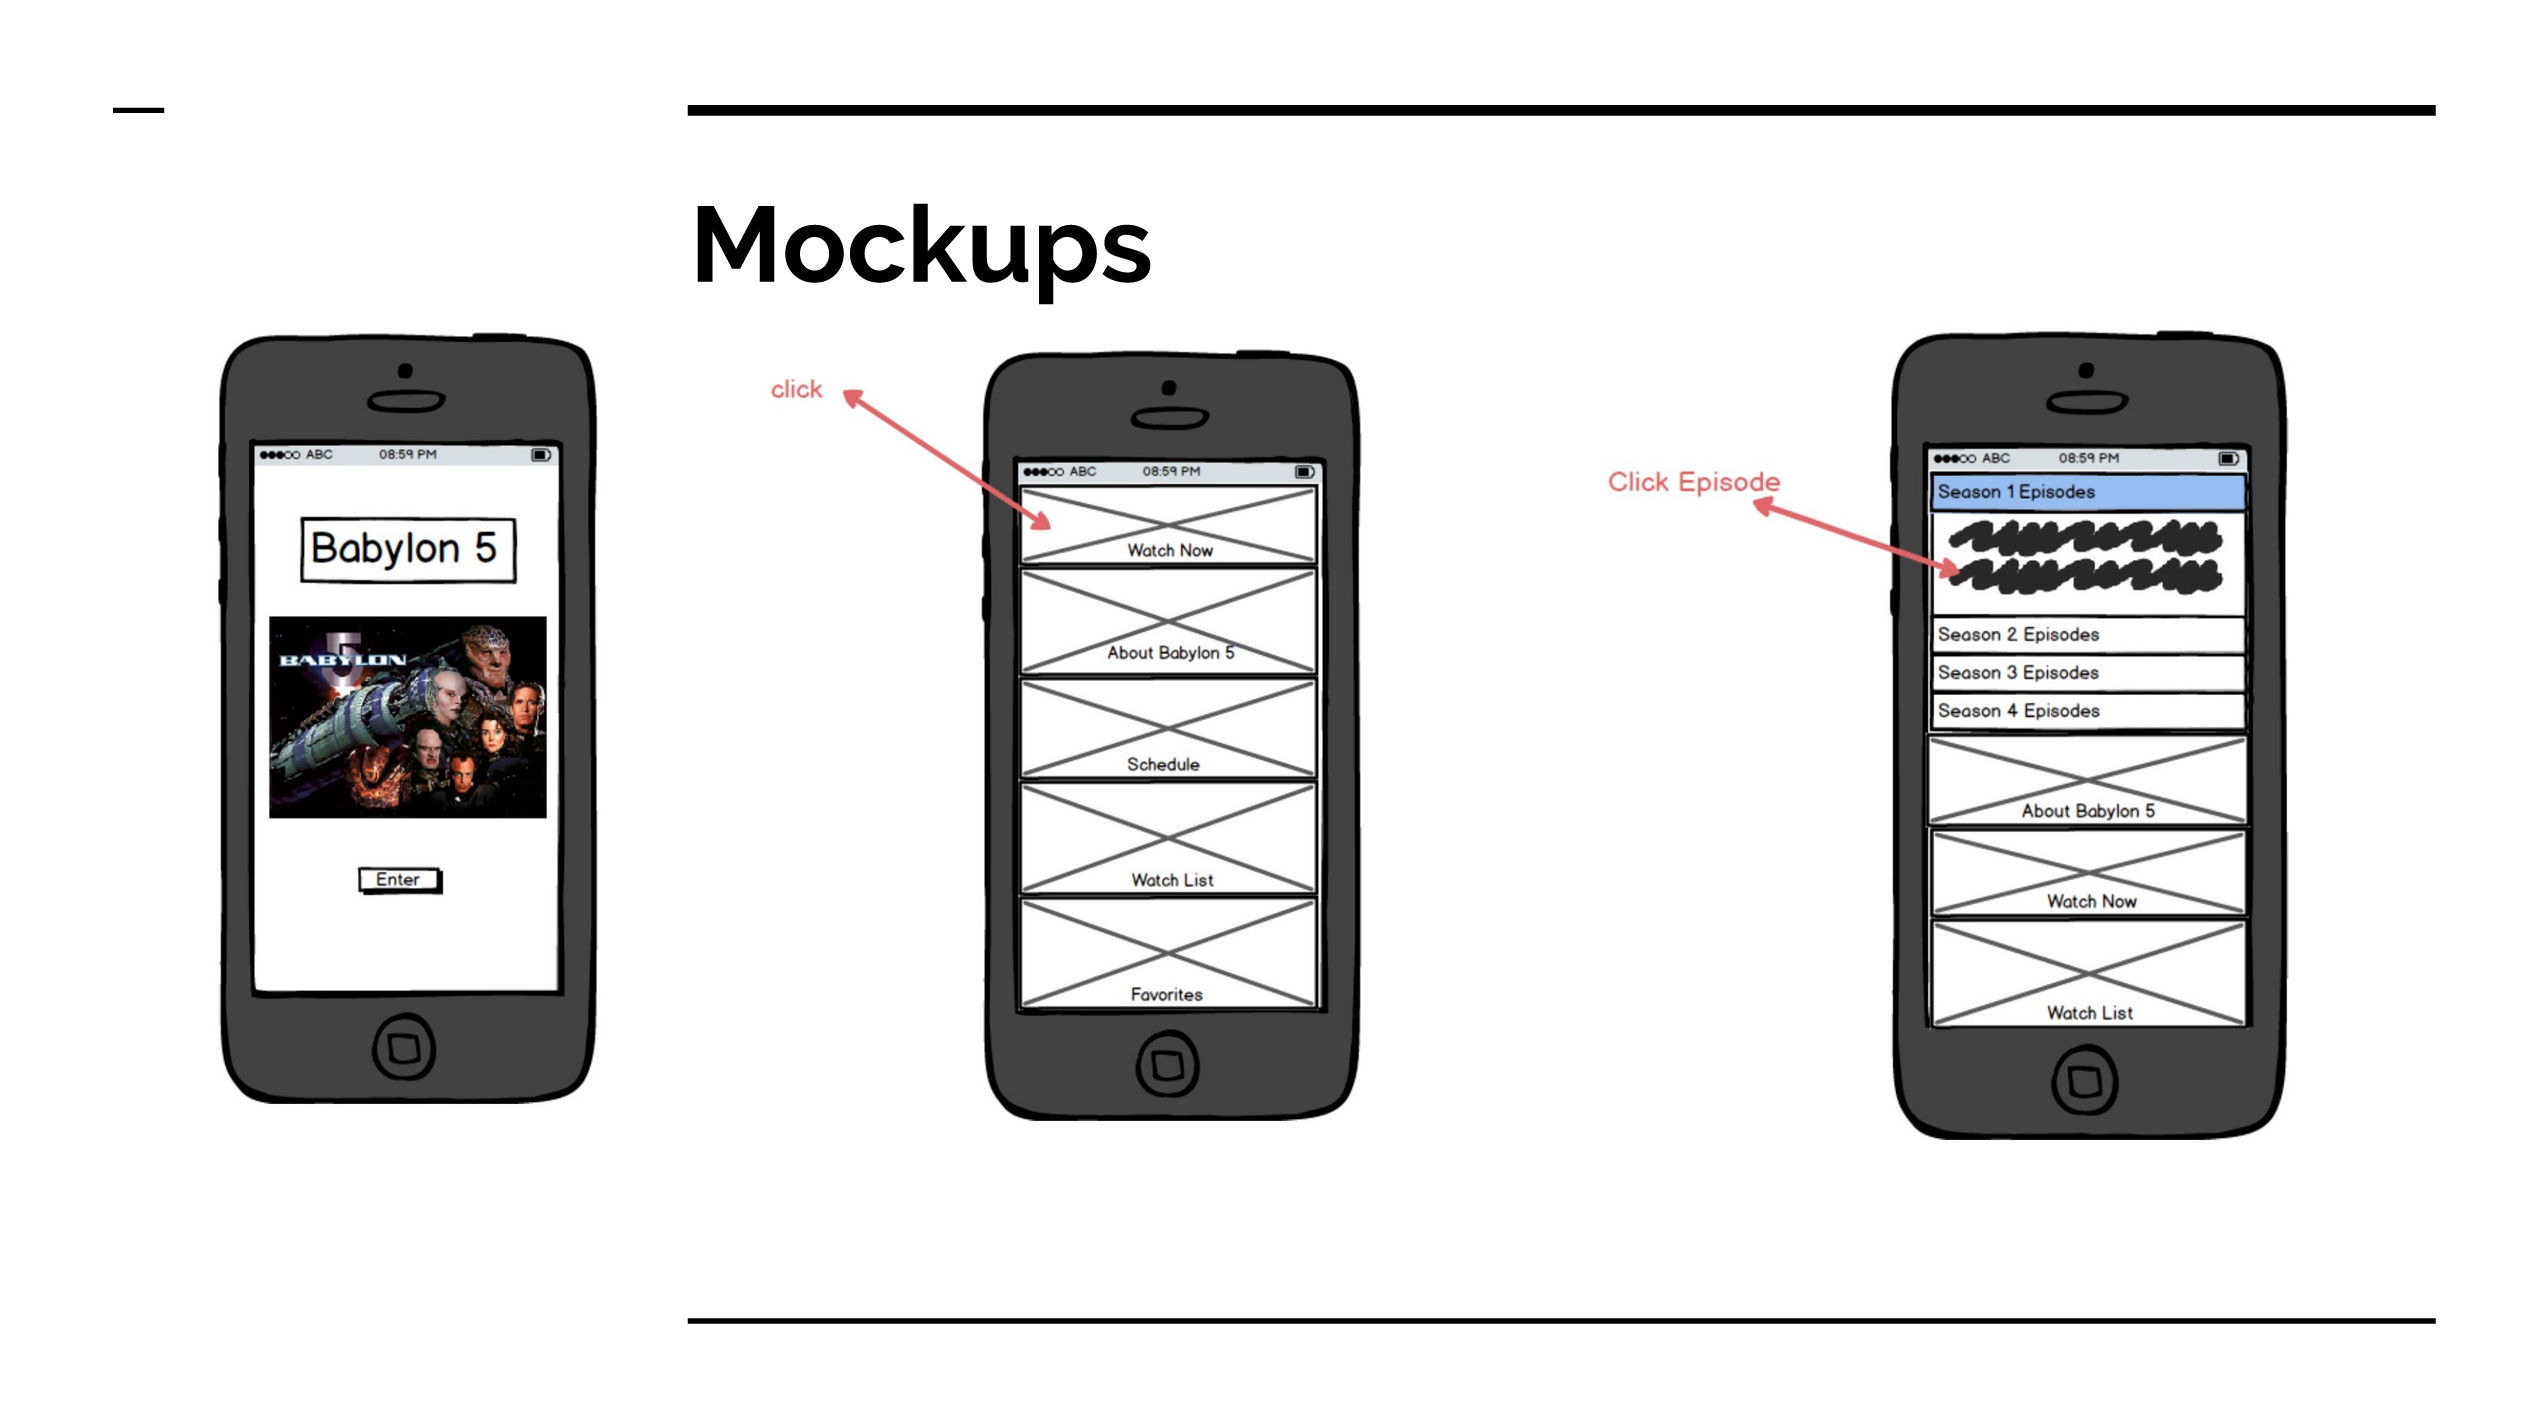 Mockups
ABC 08:59 PM
Babylon 5
5
BABYLON
Enter
click
ABC 08:59 PM
Watch Now
About Babylon 5
Schedule
Watch List
Favorites
Click Episode
ABC 08:59 PM
Season 1 Episodes
Season 2 Episodes
Season 3 Episodes
Season 4 Episodes
About Babylon 5
Watch Now
Watch List